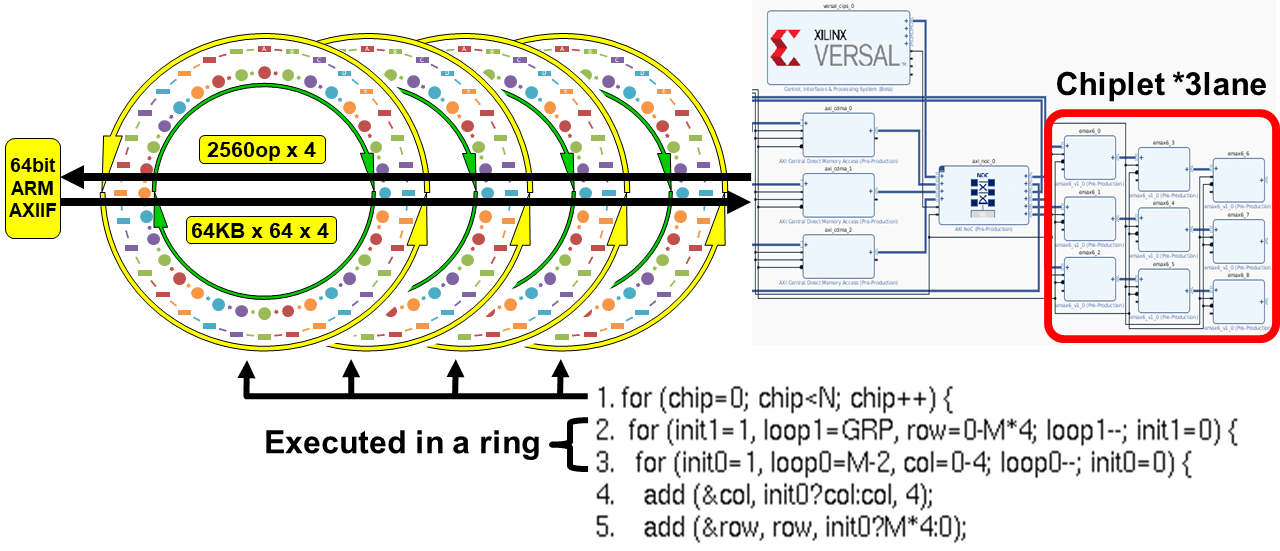 2560op x 4
64KB x 64 x 4
64bit
ARM
AXIIF
versal_cips_0
XILINX
VERSAL
Control, Interfaces & Processing System (Beta)
axi_cdma_0
AXI Central Direct Memory Access (Pre-Production)
axi_cdma_1
AXI Central Direct Memory Access (Pre-Production)
axi_cdma_2
AXI Central Direct Memory Access (Pre-Production)
axi_noc_0
NOC
AXI NoC (Pre-Production)
Chiplet *3lane
emax6_0
emax6_v1_0 (Pre-Production)
emax6_1
emax6_v1_0 (Pre-Production)
emax6_2
emax6_v1_0 (Pre-Production)
emax6_3
emax6_v1_0 (Pre-Production)
emax6_4
emax6_v1_0 (Pre-Production)
emax6_5
emax6_v1_0 (Pre-Production)
emax6_6
emax6_v1_0 (Pre-Production)
emax6_7
emax6_v1_0 (Pre-Production)
emax6_8
emax6_v1_0 (Pre-Production)
Executed in a ring
1. for (chip=0; chip<N; chip++) {
2. for (init1=1, loop1=GRP, row=0-M*4; loop1--; init1=0) {
3. for (init0=1, loop0=M-2, col=0-4; loop0--; init0=0) {
4. add (&col, init0?col:col, 4);
5. add (&row, row, init0?M*4:0);